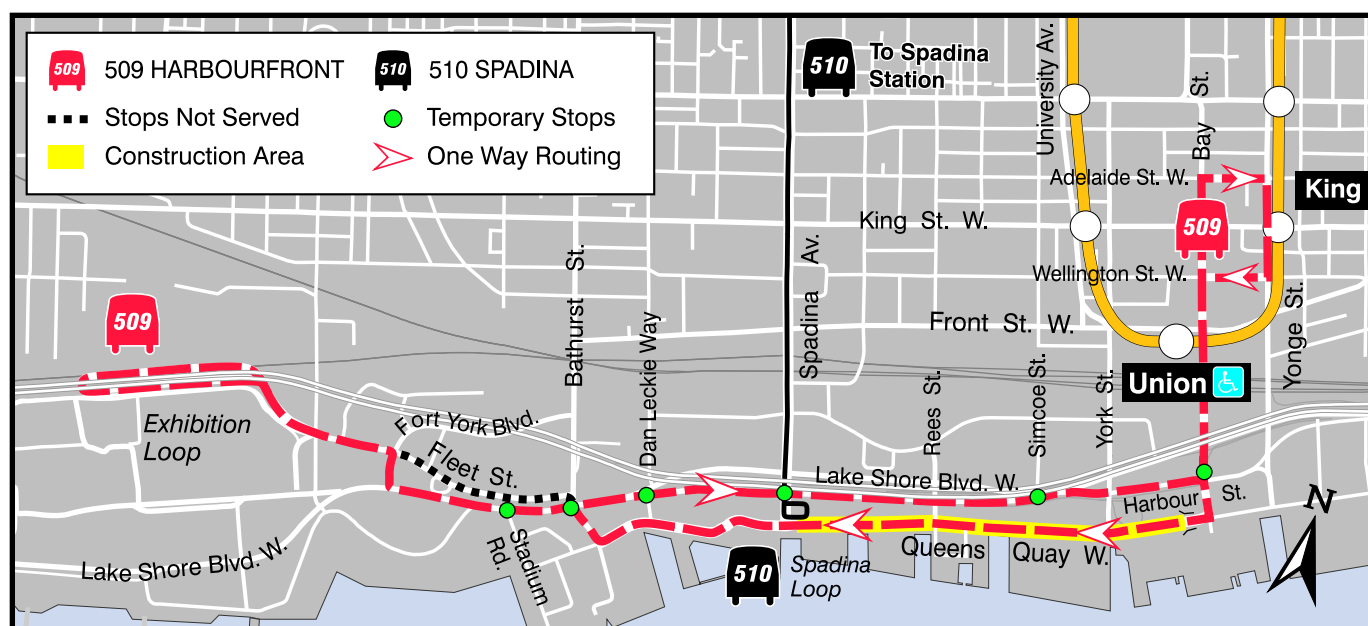 509 509 HARBOURFRONT
510 510 SPADINA
Stops Not Served
Temporary Stops
Construction Area
One Way Routing
510
To Spadina
Station
University Av.
Bay St.
Adelaide St. W.
King
King St. W.
509
Wellington St. W.
Spadina Av.
Bathurst St.
Front St. W.
Yonge St.
509
Dan Leckie Way
Rees St.
Simcoe St.
York St.
Union
Exhibition
Loop
Fort York Blvd.
Fleet St.
Lake Shore Blvd. W.
Harbour St.
N
Stadium
Rd.
Queens Quay W.
Lake Shore Blvd. W.
510
Spadina
Loop